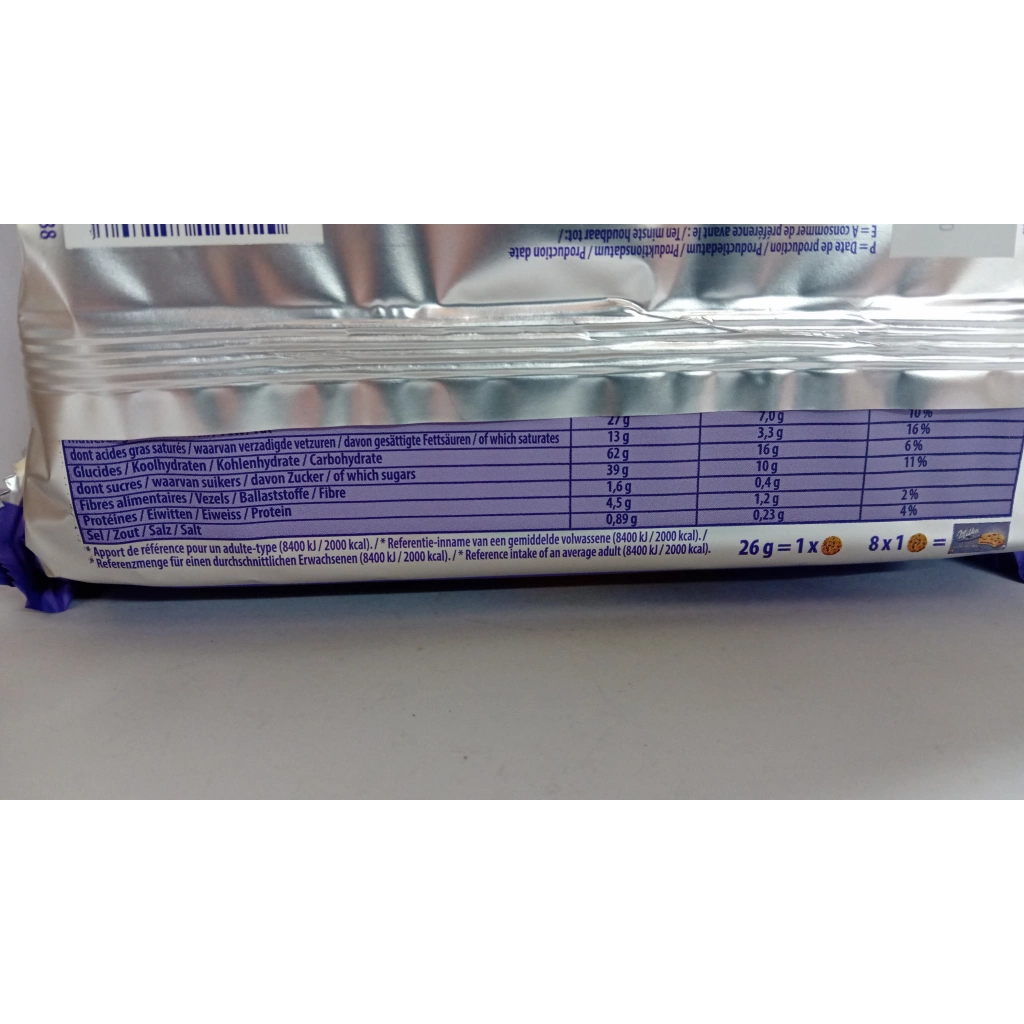 88
P = Date de production / Productiedatum / Produktionsdatum / Production date
E = A consommer de préférence avant le : / Ten minste houdbaar tot: /
27 g 7,0 g 10 %
dont acides gras saturés / waarvan verzadigde vetzuren / davon gesättigte Fettsäuren / of which saturates 13 g 3,3 g 16 %
Glucides / Koolhydraten / Kohlenhydrate / Carbohydrate 62 g 16 g 6 %
dont sucres / waarvan suikers / davon Zucker / of which sugars 39 g 10 g 11 %
Fibres alimentaires / Vezels / Ballaststoffe / Fibre 1,6 g 0,4 g
Protéines / Eiwitten / Eiweiss / Protein 4,5 g 1,2 g 2 %
Sel / Zout / Salz / Salt 0,89 g 0,23 g 4 %
* Apport de référence pour un adulte-type (8400 kJ / 2000 kcal). / * Referentie-inname van een gemiddelde volwassene (8400 kJ / 2000 kcal). /
* Referenzmenge für einen durchschnittlichen Erwachsenen (8400 kJ / 2000 kcal). / * Reference intake of an average adult (8400 kJ / 2000 kcal).
26 g = 1 x 8 x 1 =